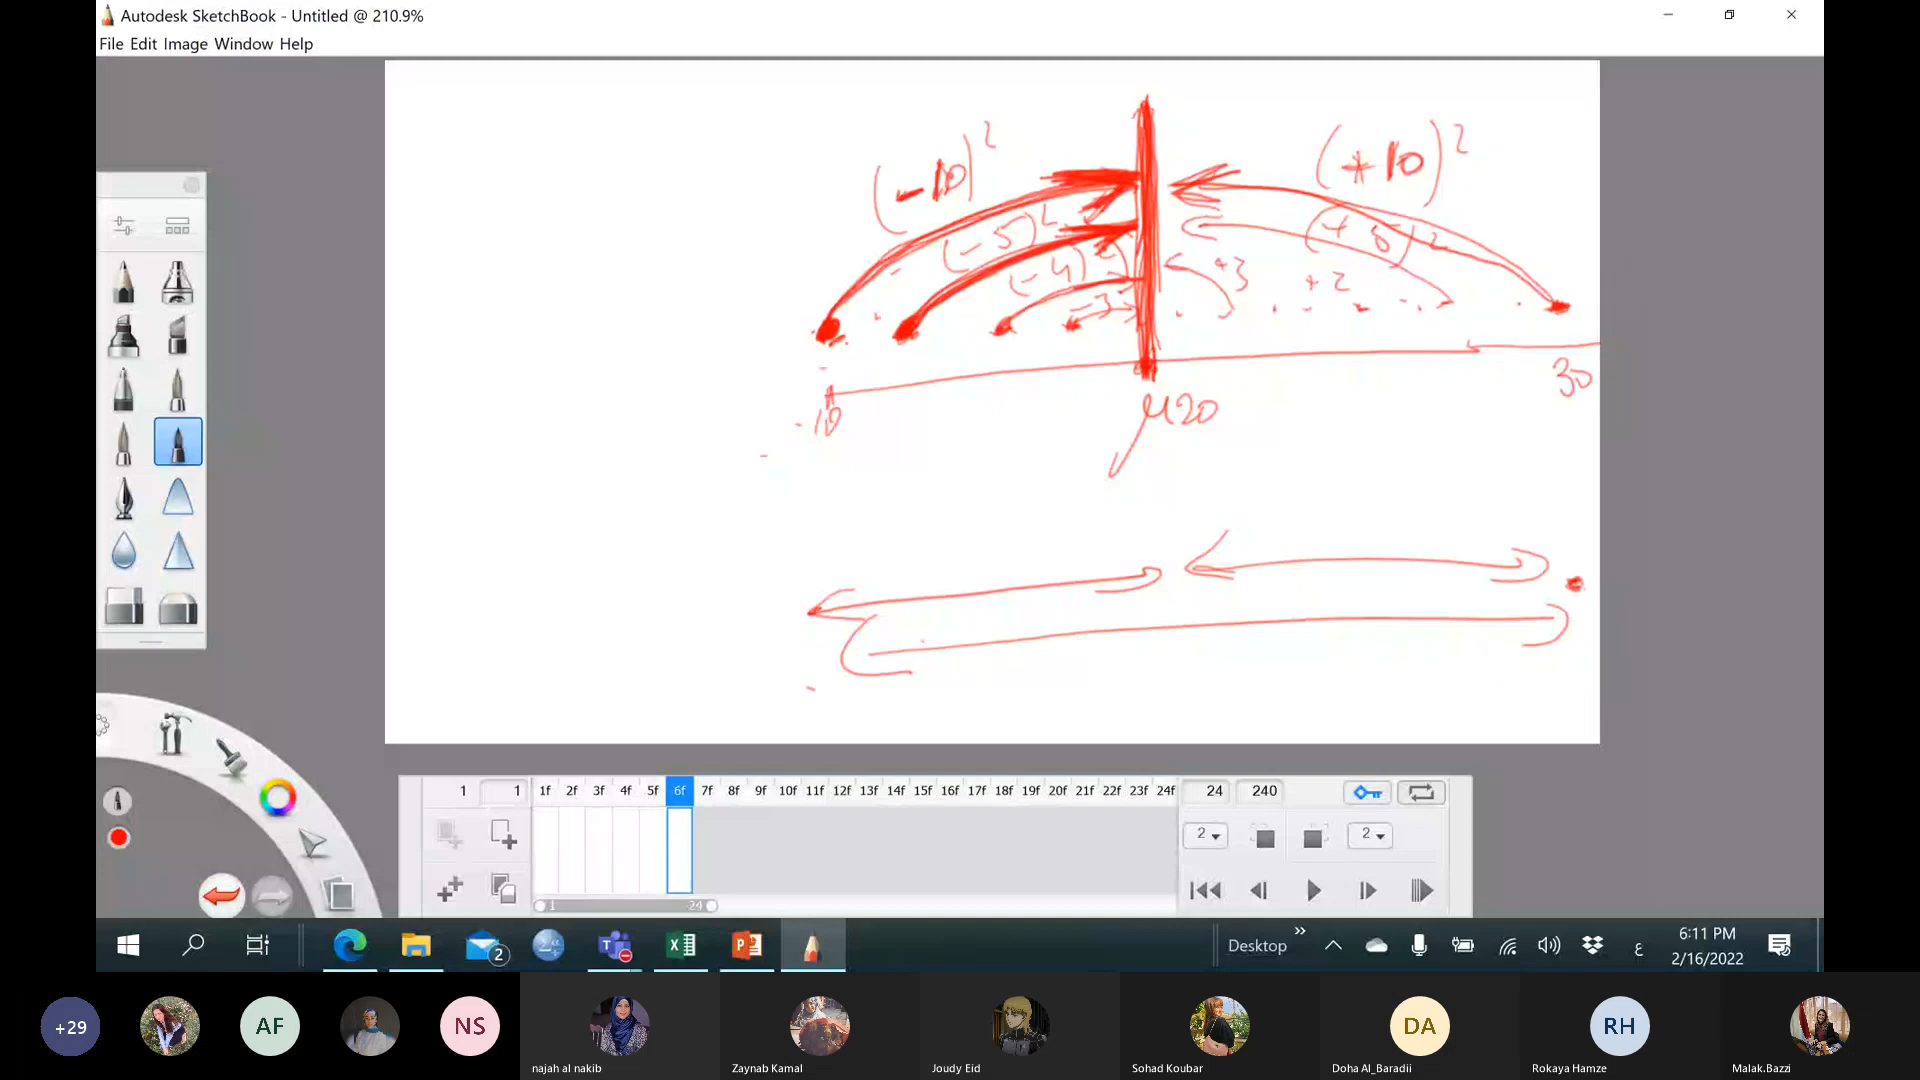 Autodesk SketchBook - Untitled @ 210.9%
File Edit Image Window Help
(-10)²
(+10)²
(-5)²
(+5)²
(-4)²
+3
+2
-3
30
-10
μ20
1 1 1f 2f 3f 4f 5f 6f 7f 8f 9f 10f 11f 12f 13f 14f 15f 16f 17f 18f 19f 20f 21f 22f 23f 24f 24 240
2 2
1 24
2
Desktop
ع
6:11 PM
2/16/2022
+29
AF
NS
DA
RH
najah al nakib
Zaynab Kamal
Joudy Eid
Sohad Koubar
Doha Al_Baradii
Rokaya Hamze
Malak.Bazzi